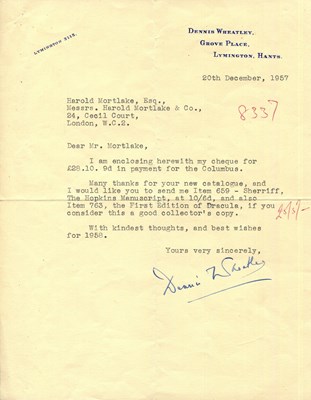 LYMINGTON 2115.
DENNIS WHEATLEY,
GROVE PLACE,
LYMINGTON, HANTS.
20th December, 1957
Harold Mortlake, Esq.,
Messrs. Harold Mortlake & Co.,
24, Cecil Court,
London, W.C.2.
8337
Dear Mr. Mortlake,
I am enclosing herewith my cheque for
£28.10. 9d in payment for the Columbus.
Many thanks for your new catalogue, and
I would like you to send me Item 659 - Sherriff,
The Hopkins Manuscript, at 10/6d, and also
Item 763, the First Edition of Dracula, if you
consider this a good collector's copy.
With kindest thoughts, and best wishes
for 1958.
Yours very sincerely,
Dennis Wheatley